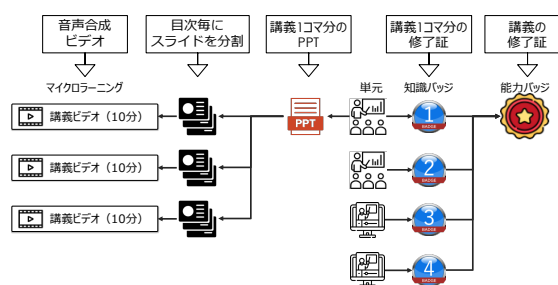 音声合成
ビデオ
目次毎に
スライドを分割
講義1コマ分の
PPT
講義1コマ分の
修了証
講義の
修了証
マイクロラーニング
単元
知識バッジ
能力バッジ
講義ビデオ（10分）
PPT
1
BADGE
講義ビデオ（10分）
2
BADGE
講義ビデオ（10分）
3
BADGE
4
BADGE